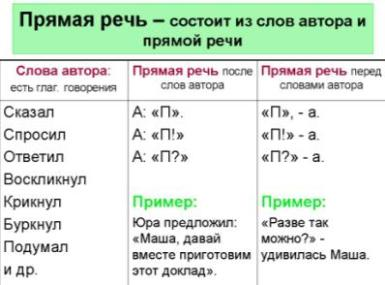 Прямая речь – состоит из слов автора и
прямой речи
Слова автора:
есть глаг. говорения
Прямая речь после
слов автора
Прямая речь перед
словами автора
Сказал
Спросил
Ответил
Воскликнул
Крикнул
Буркнул
Подумал
и др.
А: «П».
А: «П!»
А: «П?»
Пример:
Юра предложил:
«Маша, давай
вместе приготовим
этот доклад».
«П», - а.
«П!» - а.
«П?» - а.
Пример:
«Разве так
можно?» -
удивилась Маша.